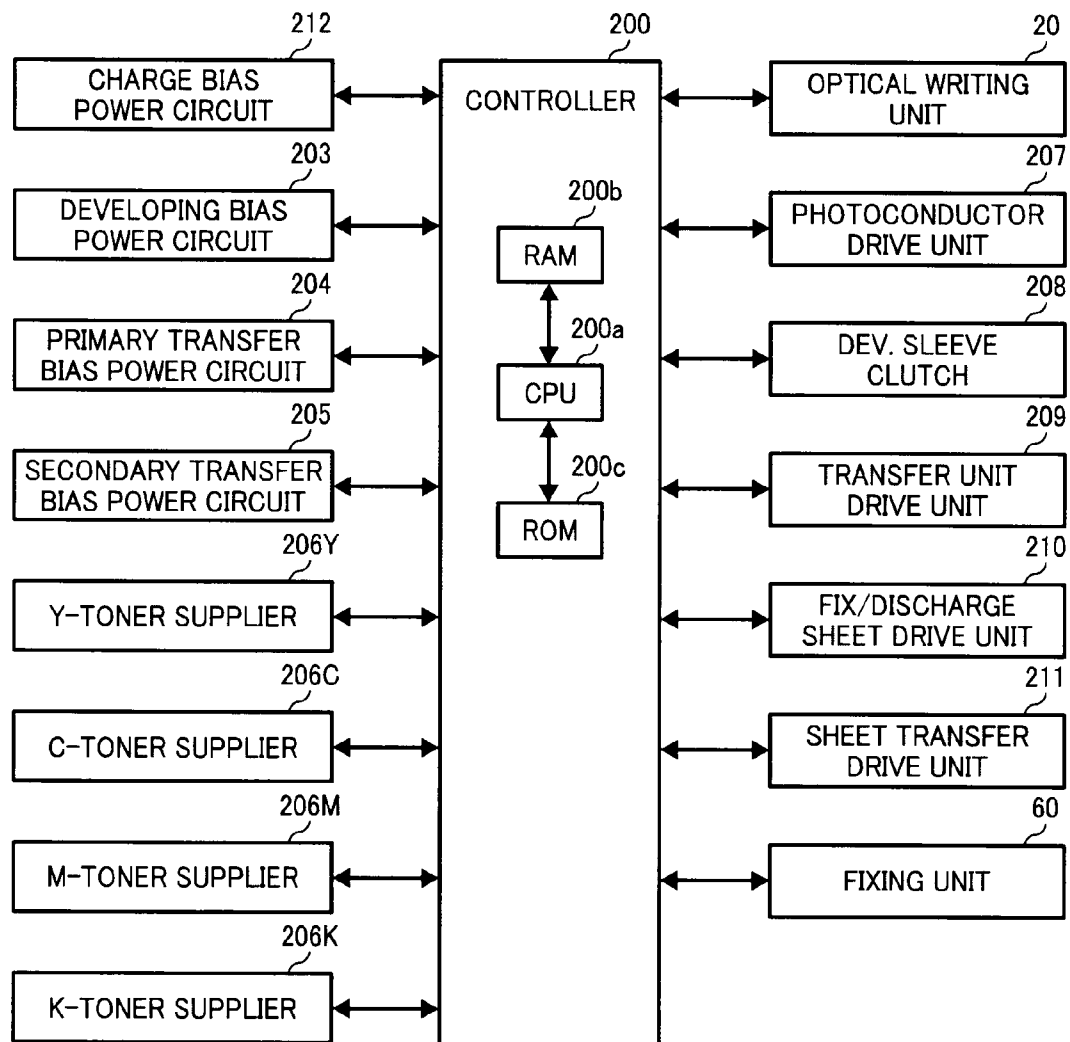 212
CHARGE BIAS
POWER CIRCUIT
203
DEVELOPING BIAS
POWER CIRCUIT
204
PRIMARY TRANSFER
BIAS POWER CIRCUIT
205
SECONDARY TRANSFER
BIAS POWER CIRCUIT
206Y
Y-TONER SUPPLIER
206C
C-TONER SUPPLIER
206M
M-TONER SUPPLIER
206K
K-TONER SUPPLIER
200
CONTROLLER
200b
RAM
200a
CPU
200c
ROM
20
OPTICAL WRITING
UNIT
207
PHOTOCONDUCTOR
DRIVE UNIT
208
DEV. SLEEVE
CLUTCH
209
TRANSFER UNIT
DRIVE UNIT
210
FIX/DISCHARGE
SHEET DRIVE UNIT
211
SHEET TRANSFER
DRIVE UNIT
60
FIXING UNIT